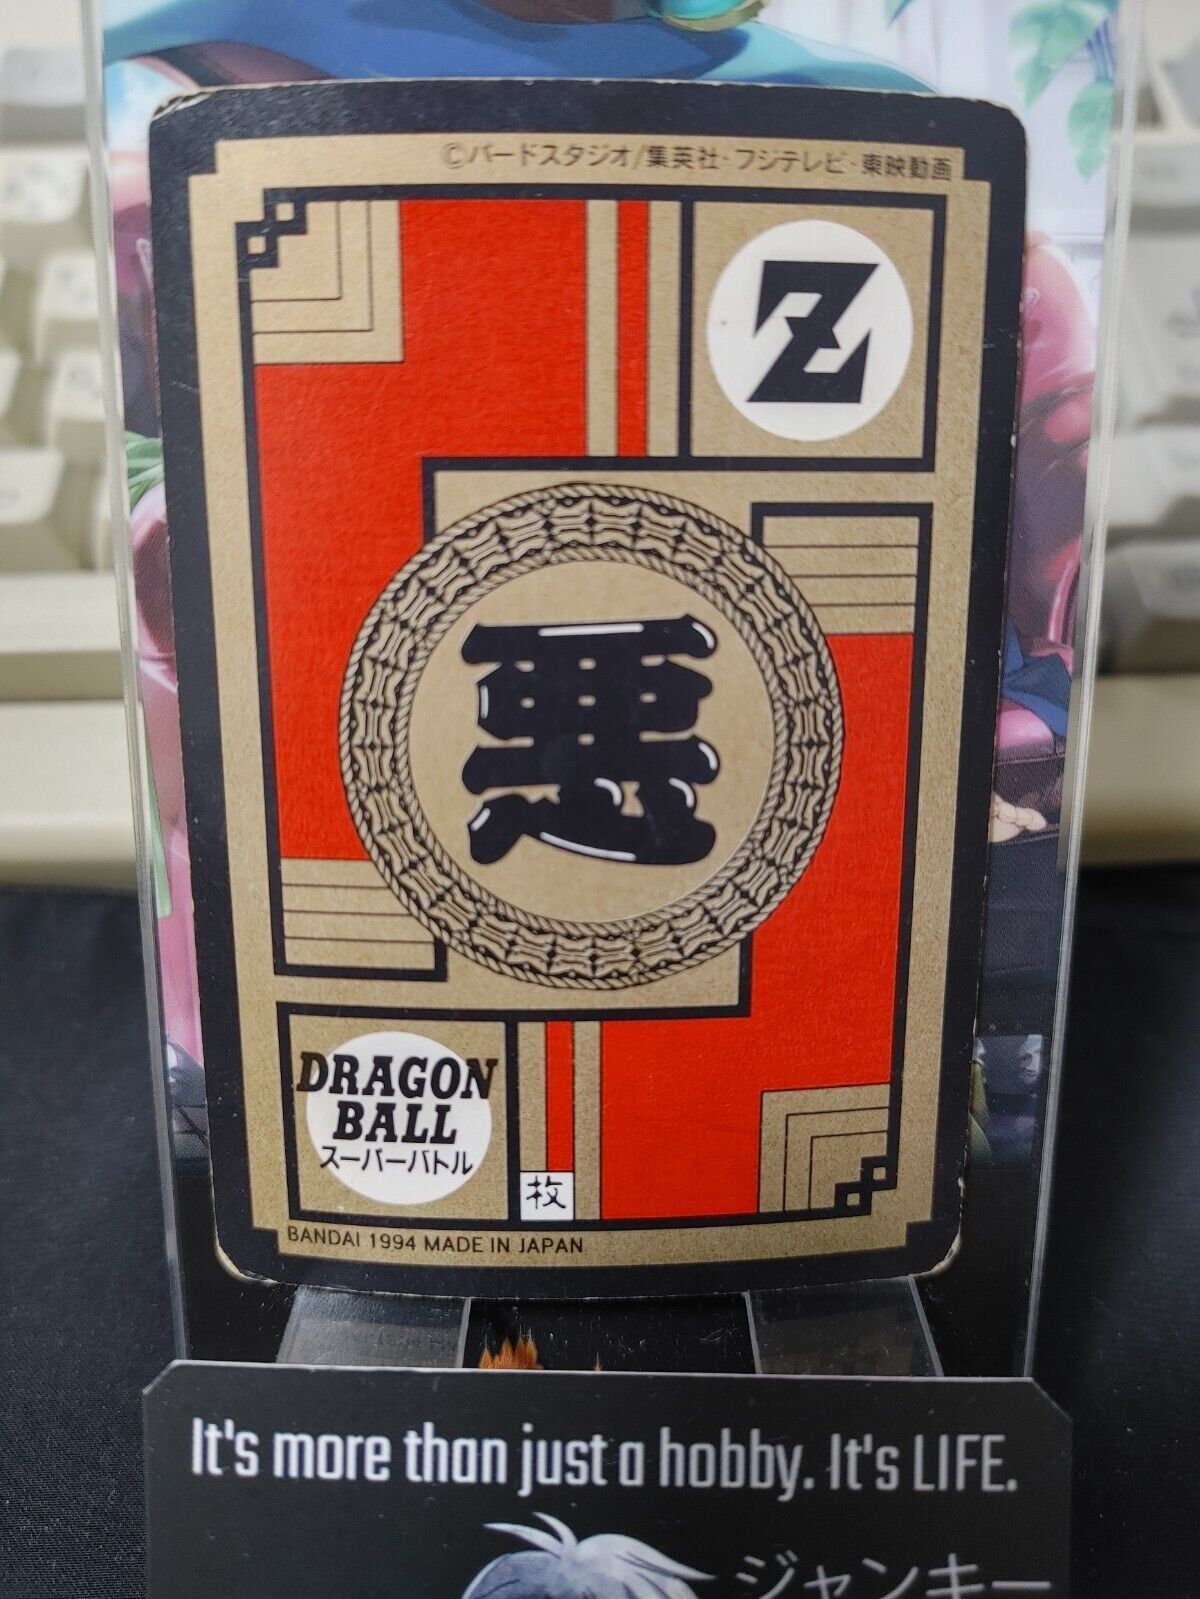 ©バードスタジオ/集英社・フジテレビ・東映動画
Z
悪
DRAGON
BALL
スーパーバトル
枚
BANDAI 1994 MADE IN JAPAN
It's more than just a hobby. It's LIFE.
ジャンキー